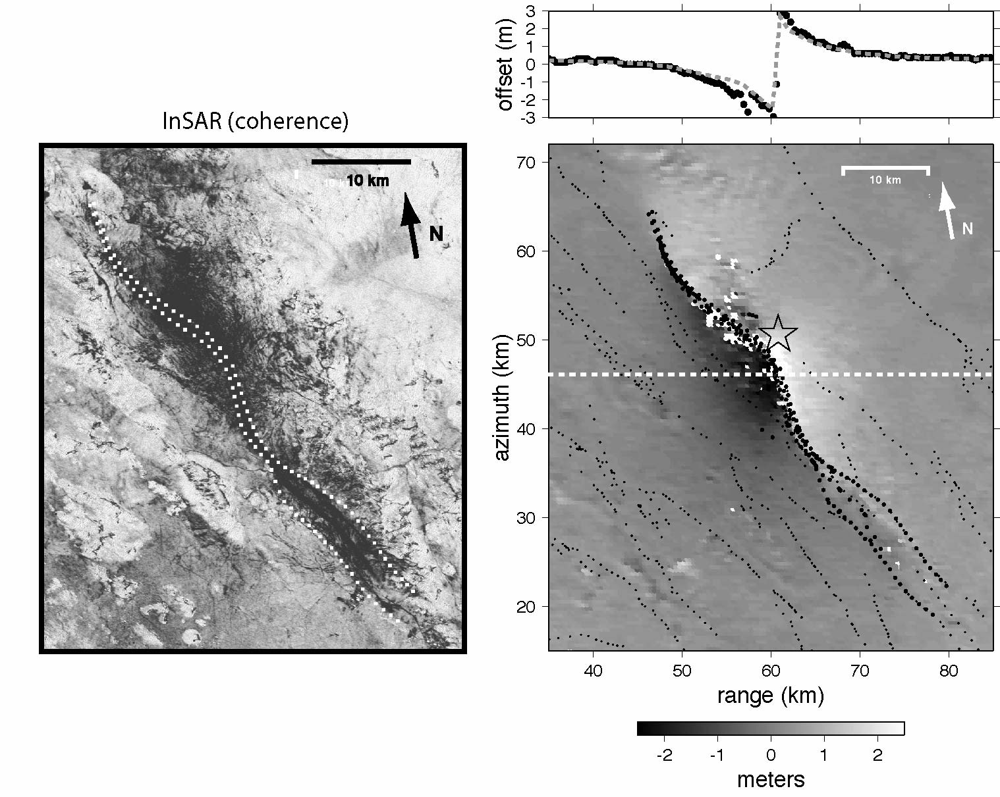 InSAR (coherence)
10 km
N
offset (m)
3
2
1
0
-1
-2
-3
azimuth (km)
70
60
50
40
30
20
10 km
N
40 50 60 70 80
range (km)
-2 -1 0 1 2
meters